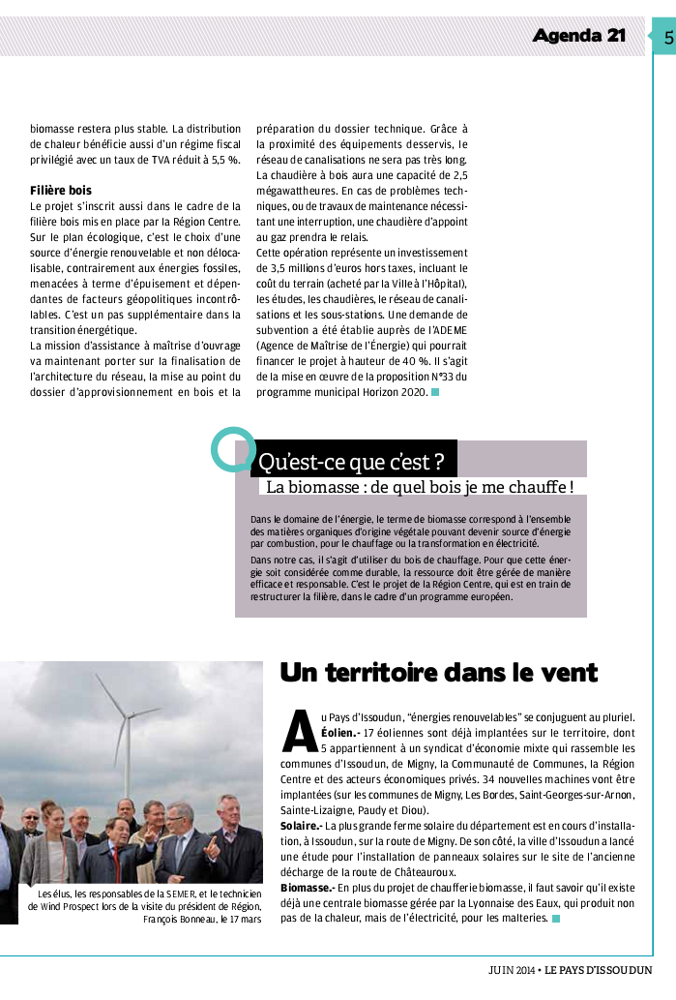 Agenda 21
5
biomasse restera plus stable. La distribution
de chaleur bénéficie aussi d'un régime fiscal
privilégié avec un taux de TVA réduit à 5,5 %.
Filière bois
Le projet s'inscrit aussi dans le cadre de la
filière bois mis en place par la Région Centre.
Sur le plan écologique, c'est le choix d'une
source d'énergie renouvelable et non déloca-
lisable, contrairement aux énergies fossiles,
menacées à terme d'épuisement et dépen-
dantes de facteurs géopolitiques incontrô-
lables. C'est un pas supplémentaire dans la
transition énergétique.
La mission d'assistance à maîtrise d'ouvrage
va maintenant porter sur la finalisation de
l'architecture du réseau, la mise au point du
dossier d'approvisionnement en bois et la
préparation du dossier technique. Grâce à
la proximité des équipements desservis, le
réseau de canalisations ne sera pas très long.
La chaudière à bois aura une capacité de 2,5
mégawattheures. En cas de problèmes tech-
niques, ou de travaux de maintenance nécessi-
tant une interruption, une chaudière d'appoint
au gaz prendra le relais.
Cette opération représente un investissement
de 3,5 millions d'euros hors taxes, incluant le
coût du terrain (acheté par la Ville à l'Hôpital),
les études, les chaudières, le réseau de canali-
sations et les sous-stations. Une demande de
subvention a été établie auprès de l'ADEME
(Agence de Maîtrise de l'Énergie) qui pourrait
financer le projet à hauteur de 40 %. Il s'agit
de la mise en œuvre de la proposition N°33 du
programme municipal Horizon 2020.
Qu'est-ce que c'est ?
La biomasse : de quel bois je me chauffe !
Dans le domaine de l'énergie, le terme de biomasse correspond à l'ensemble
des matières organiques d'origine végétale pouvant devenir source d'énergie
par combustion, pour le chauffage ou la transformation en électricité.
Dans notre cas, il s'agit d'utiliser du bois de chauffage. Pour que cette éner-
gie soit considérée comme durable, la ressource doit être gérée de manière
efficace et responsable. C'est le projet de la Région Centre, qui est en train de
restructurer la filière, dans le cadre d'un programme européen.
Un territoire dans le vent
Au Pays d'Issoudun, “énergies renouvelables” se conjuguent au pluriel.
Éolien.- 17 éoliennes sont déjà implantées sur le territoire, dont
5 appartiennent à un syndicat d'économie mixte qui rassemble les
communes d'Issoudun, de Migny, la Communauté de Communes, la Région
Centre et des acteurs économiques privés. 34 nouvelles machines vont être
implantées (sur les communes de Migny, Les Bordes, Saint-Georges-sur-Arnon,
Sainte-Lizaigne, Paudy et Diou).
Solaire.- La plus grande ferme solaire du département est en cours d'installa-
tion, à Issoudun, sur la route de Migny. De son côté, la ville d'Issoudun a lancé
une étude pour l'installation de panneaux solaires sur le site de l'ancienne
décharge de la route de Châteauroux.
Biomasse.- En plus du projet de chaufferie biomasse, il faut savoir qu'il existe
déjà une centrale biomasse gérée par la Lyonnaise des Eaux, qui produit non
pas de la chaleur, mais de l'électricité, pour les malteries.
Les élus, les responsables de la SEMER, et le technicien
de Wind Prospect lors de la visite du président de Région,
François Bonneau, le 17 mars
JUIN 2014 • LE PAYS D'ISSOUDUN